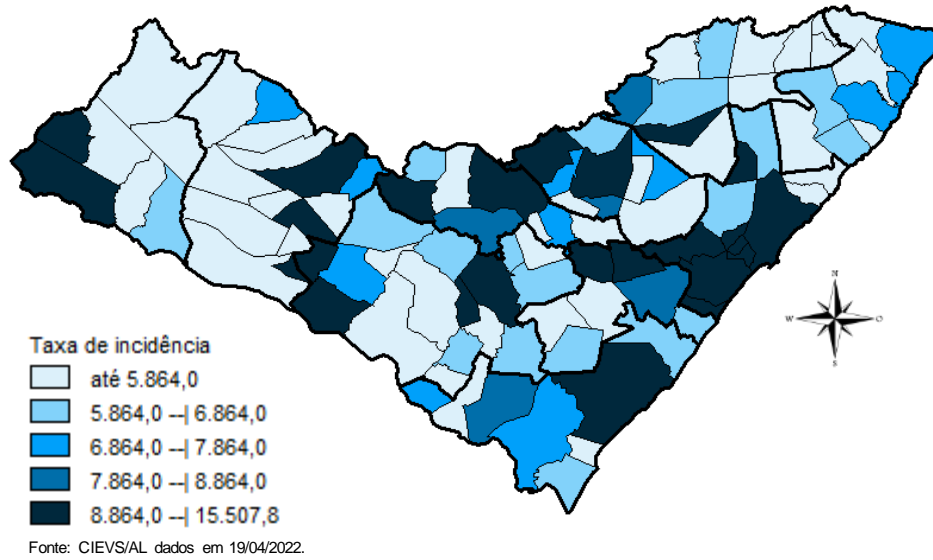 N
W
O
S
Taxa de incidência
até 5.864,0
5.864,0 --| 6.864,0
6.864,0 --| 7.864,0
7.864,0 --| 8.864,0
8.864,0 --| 15.507,8
Fonte: CIEVS/AL dados em 19/04/2022.